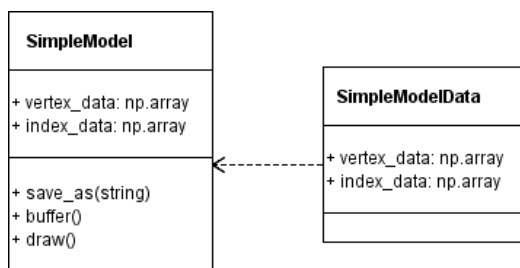 SimpleModel
+ vertex_data: np.array
+ index_data: np.array
+ save_as(string)
+ buffer()
+ draw()
SimpleModelData
+ vertex_data: np.array
+ index_data: np.array